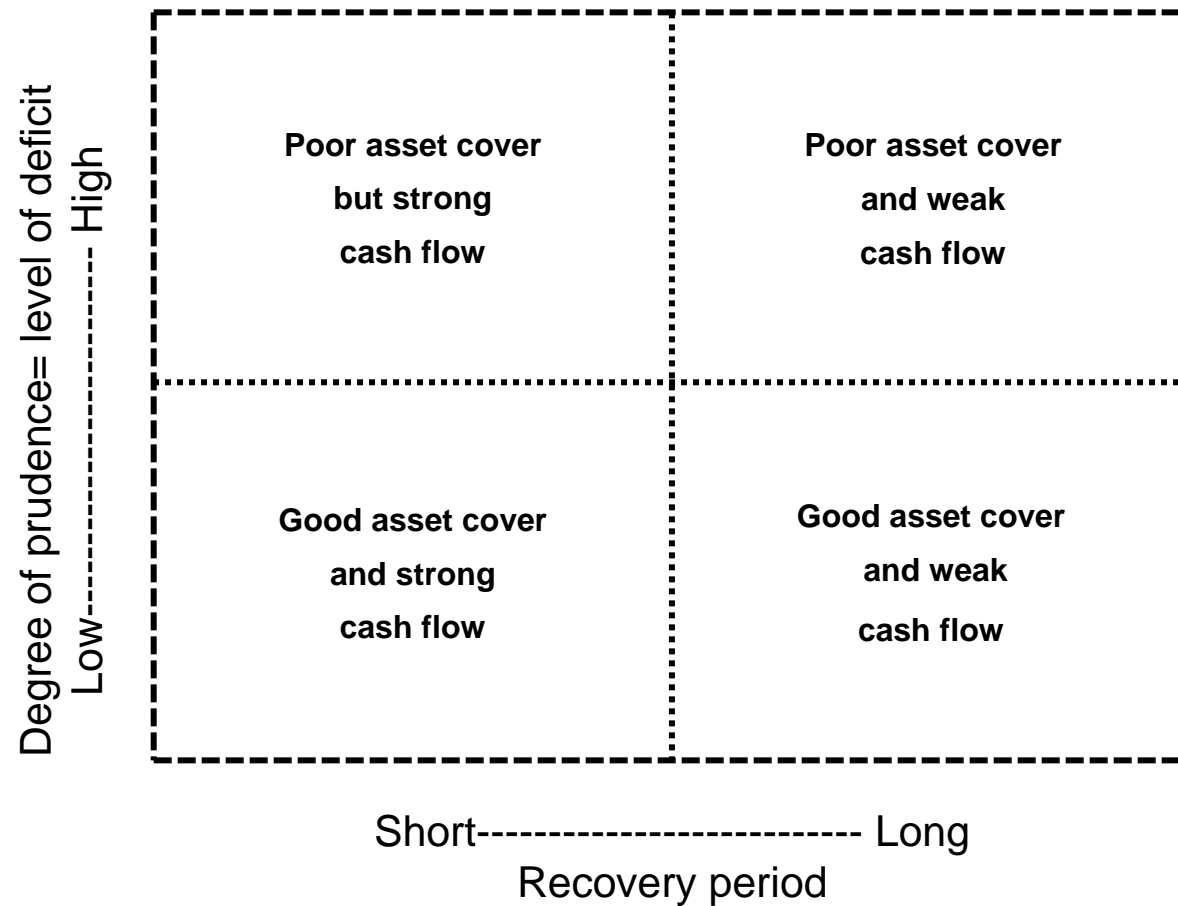 Degree of prudence= level of deficit
Low--------------------------- High
Poor asset cover
but strong
cash flow
Poor asset cover
and weak
cash flow
Good asset cover
and strong
cash flow
Good asset cover
and weak
cash flow
Short--------------------------- Long
Recovery period